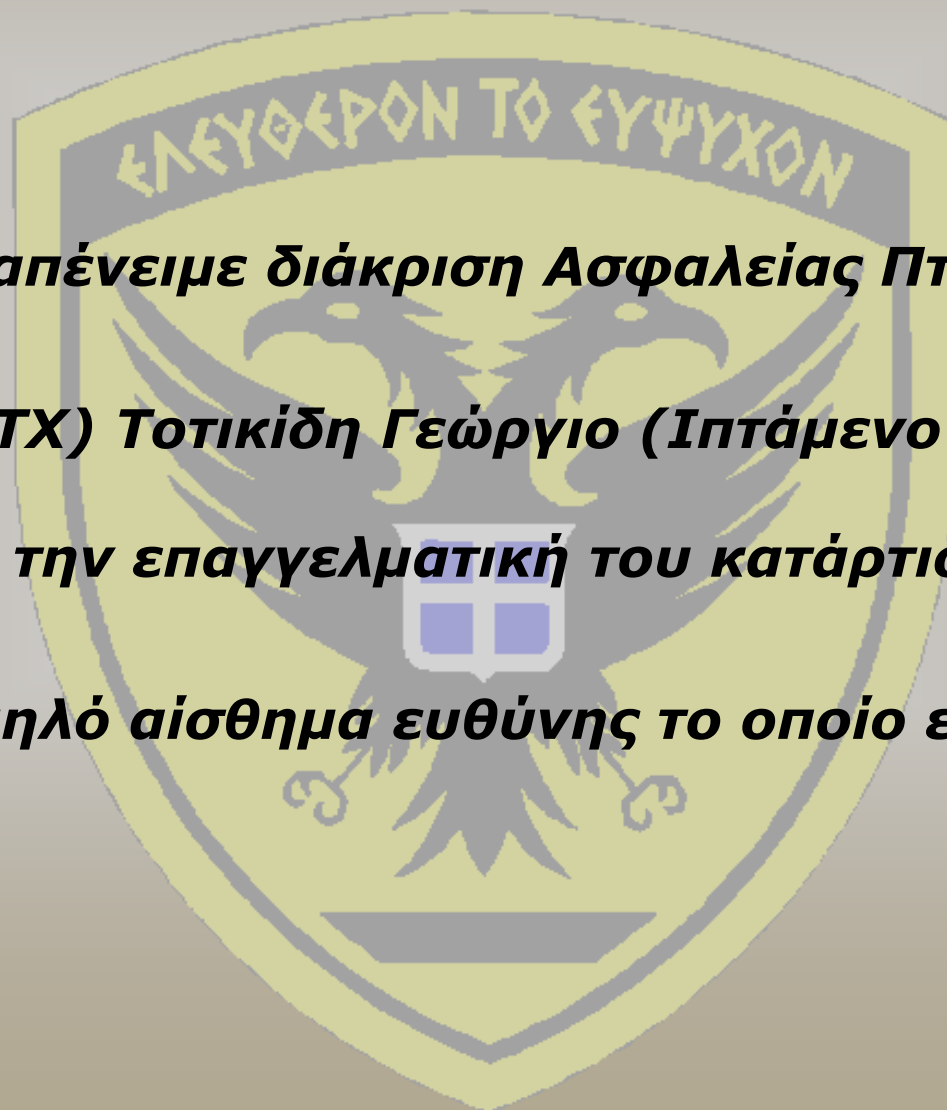 ΕΛΕΥΘΕΡΟΝ ΤΟ ΕΥΨΥΧΟΝ
απένειμε διάκριση Ασφαλείας Πτ
ΤΧ) Τοτικίδη Γεώργιο (Ιπτάμενο
την επαγγελματική του κατάρτισ
ηλό αίσθημα ευθύνης το οποίο ε